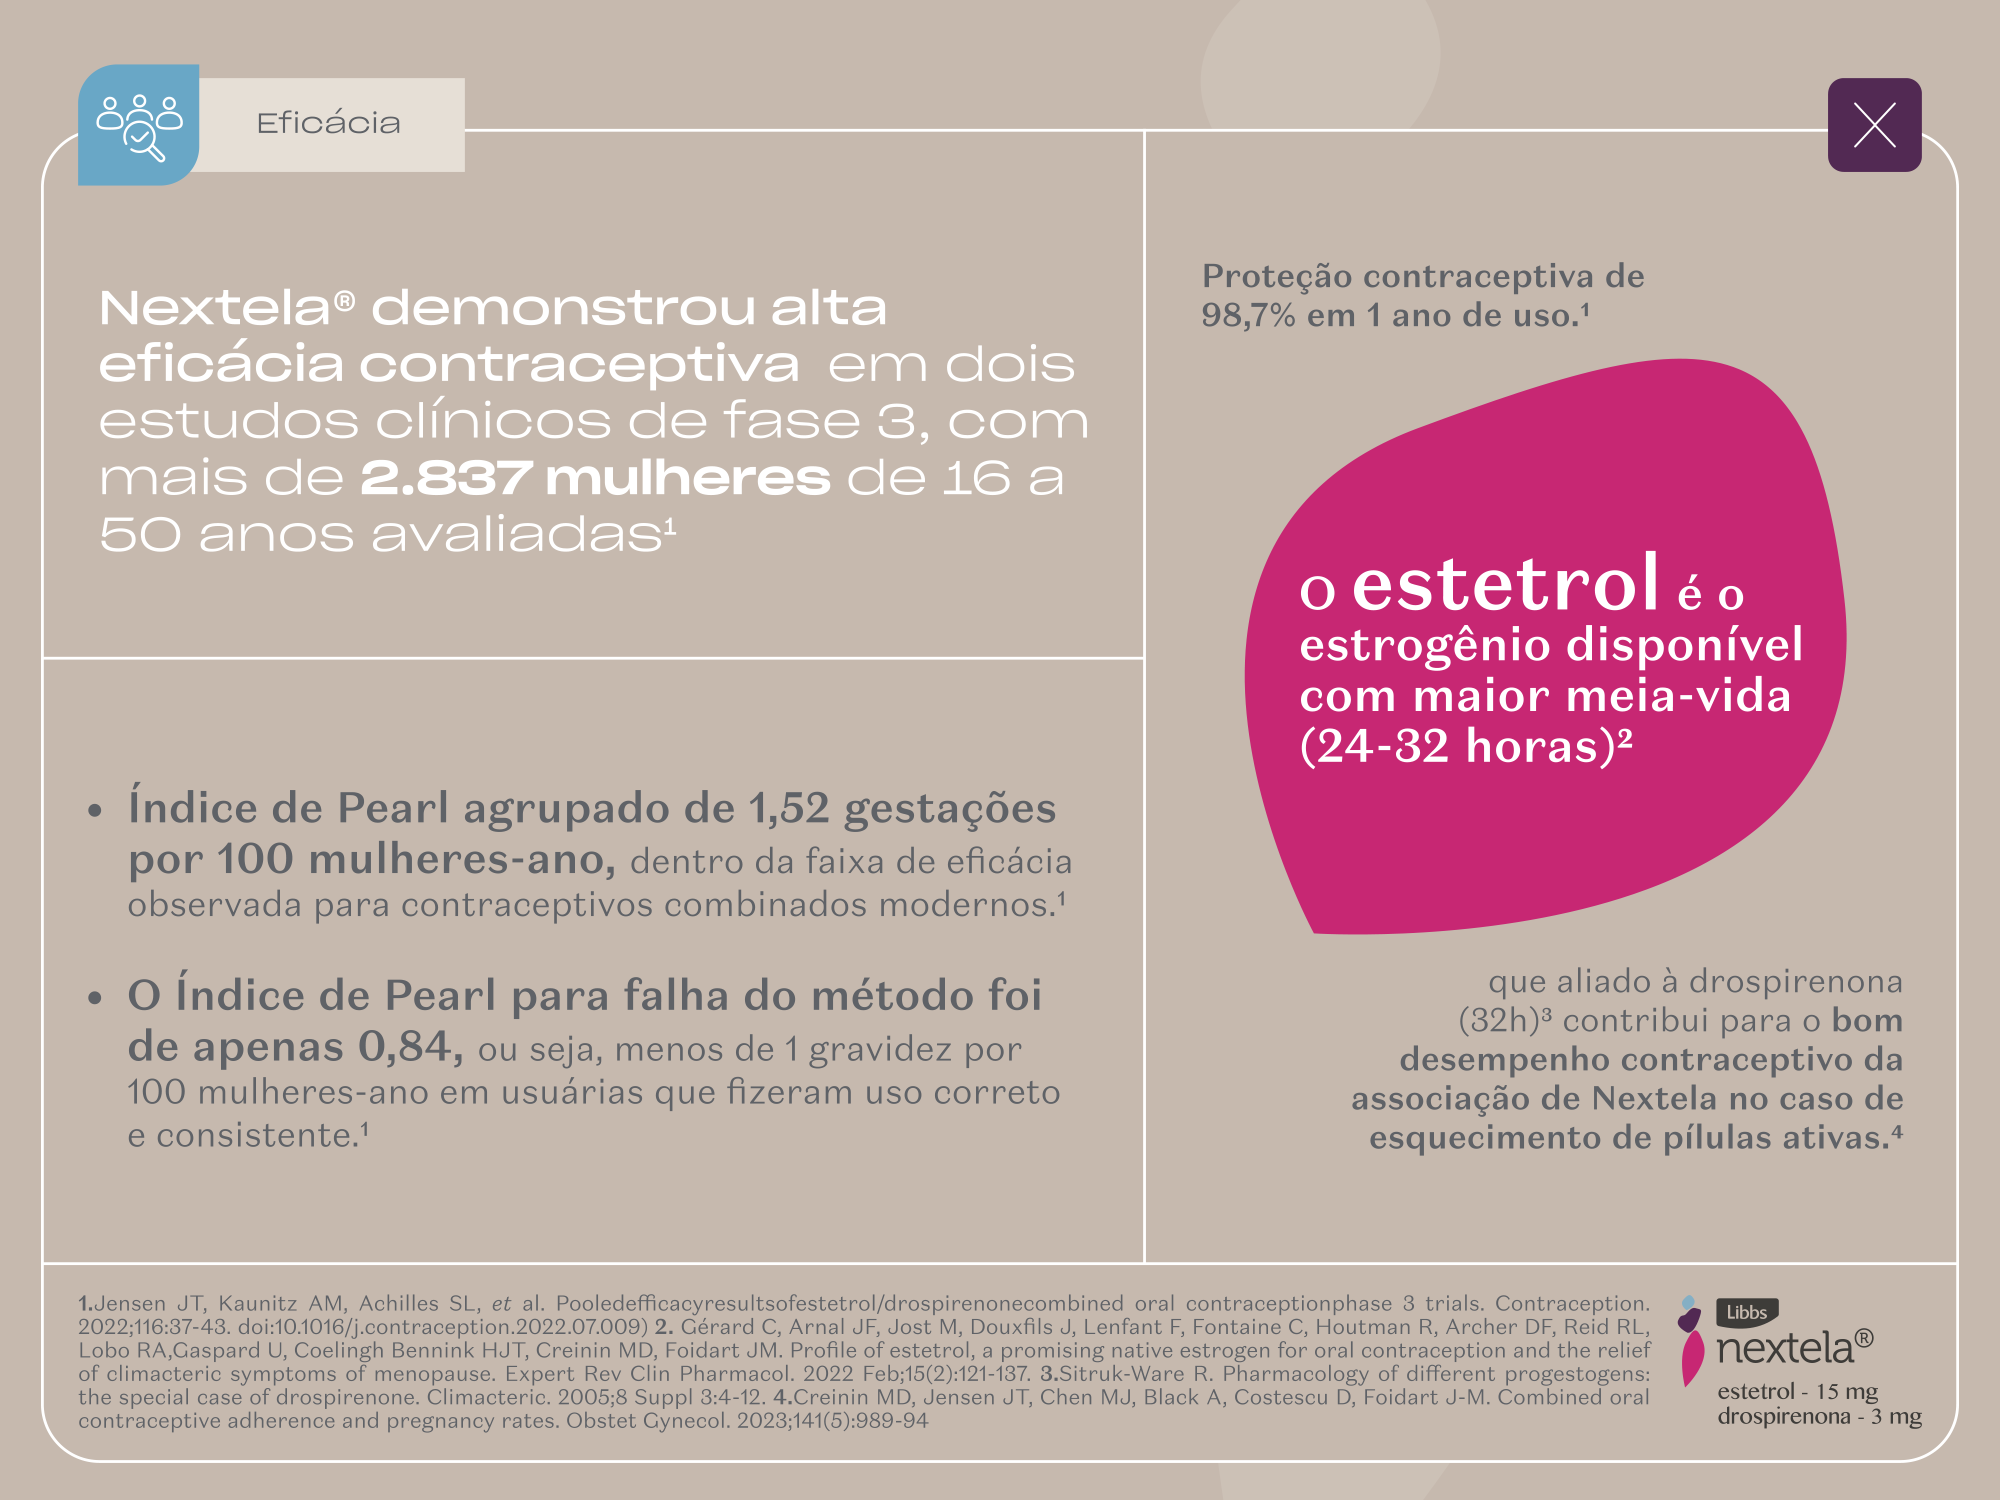 Eficácia
Nextela® demonstrou alta
eficácia contraceptiva em dois
estudos clínicos de fase 3, com
mais de 2.837 mulheres de 16 a
50 anos avaliadas¹
• Índice de Pearl agrupado de 1,52 gestações
por 100 mulheres-ano, dentro da faixa de eficácia
observada para contraceptivos combinados modernos.¹
• O Índice de Pearl para falha do método foi
de apenas 0,84, ou seja, menos de 1 gravidez por
100 mulheres-ano em usuárias que fizeram uso correto
e consistente.¹
Proteção contraceptiva de
98,7% em 1 ano de uso.¹
o estetrol é o
estrogênio disponível
com maior meia-vida
(24-32 horas)²
que aliado à drospirenona
(32h)³ contribui para o bom
desempenho contraceptivo da
associação de Nextela no caso de
esquecimento de pílulas ativas.⁴
1.Jensen JT, Kaunitz AM, Achilles SL, et al. Pooledefficacyresultsofestetrol/drospirenonecombined oral contraceptionphase 3 trials. Contraception.
2022;116:37-43. doi:10.1016/j.contraception.2022.07.009) 2. Gérard C, Arnal JF, Jost M, Douxfils J, Lenfant F, Fontaine C, Houtman R, Archer DF, Reid RL,
Lobo RA,Gaspard U, Coelingh Bennink HJT, Creinin MD, Foidart JM. Profile of estetrol, a promising native estrogen for oral contraception and the relief
of climacteric symptoms of menopause. Expert Rev Clin Pharmacol. 2022 Feb;15(2):121-137. 3.Sitruk-Ware R. Pharmacology of different progestogens:
the special case of drospirenone. Climacteric. 2005;8 Suppl 3:4-12. 4.Creinin MD, Jensen JT, Chen MJ, Black A, Costescu D, Foidart J-M. Combined oral
contraceptive adherence and pregnancy rates. Obstet Gynecol. 2023;141(5):989-94
Libbs
nextela®
estetrol - 15 mg
drospirenona - 3 mg